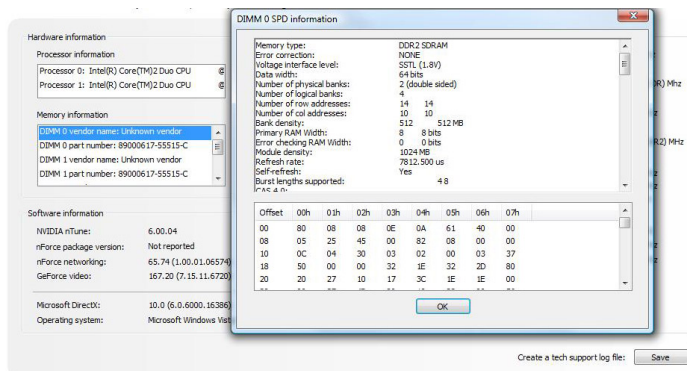 DIMM 0 SPD information
Hardware information
Processor information
Processor 0: Intel(R) Core(TM)2 Duo CPU @
Processor 1: Intel(R) Core(TM)2 Duo CPU @
Memory information
DIMM 0 vendor name: Unknown vendor
DIMM 0 part number: 89000617-55515-C
DIMM 1 vendor name: Unknown vendor
DIMM 1 part number: 89000617-55515-C
Software information
NVIDIA nTune: 6.00.04
nForce package version: Not reported
nForce networking: 65.74 (1.00.01.06574)
GeForce video: 167.20 (7.15.11.6720)
Microsoft DirectX: 10.0 (6.0.6000.16386)
Operating system: Microsoft Windows Vist
Memory type: DDR2 SDRAM
Error correction: NONE
Voltage interface level: SSTL (1.8V)
Data width: 64 bits
Number of physical banks: 2 (double sided)
Number of logical banks: 4
Number of row addresses: 14 14
Number of col addresses: 10 10
Bank density: 512 512 MB
Primary RAM Width: 8 8 bits
Error checking RAM Width: 0 0 bits
Module density: 1024 MB
Refresh rate: 7812.500 us
Self-refresh: Yes
Burst lengths supported: 4 8
CAS 4.0:
Offset 00h 01h 02h 03h 04h 05h 06h 07h
00 80 08 08 0E 0A 61 40 00
08 05 25 45 00 82 08 00 00
10 0C 04 30 03 02 00 03 37
18 50 00 00 32 1E 32 2D 80
20 20 27 10 17 3C 1E 1E 00
OK
DR) Mhz
z
R2) MHz
z
z
z
z
Create a tech support log file: Save